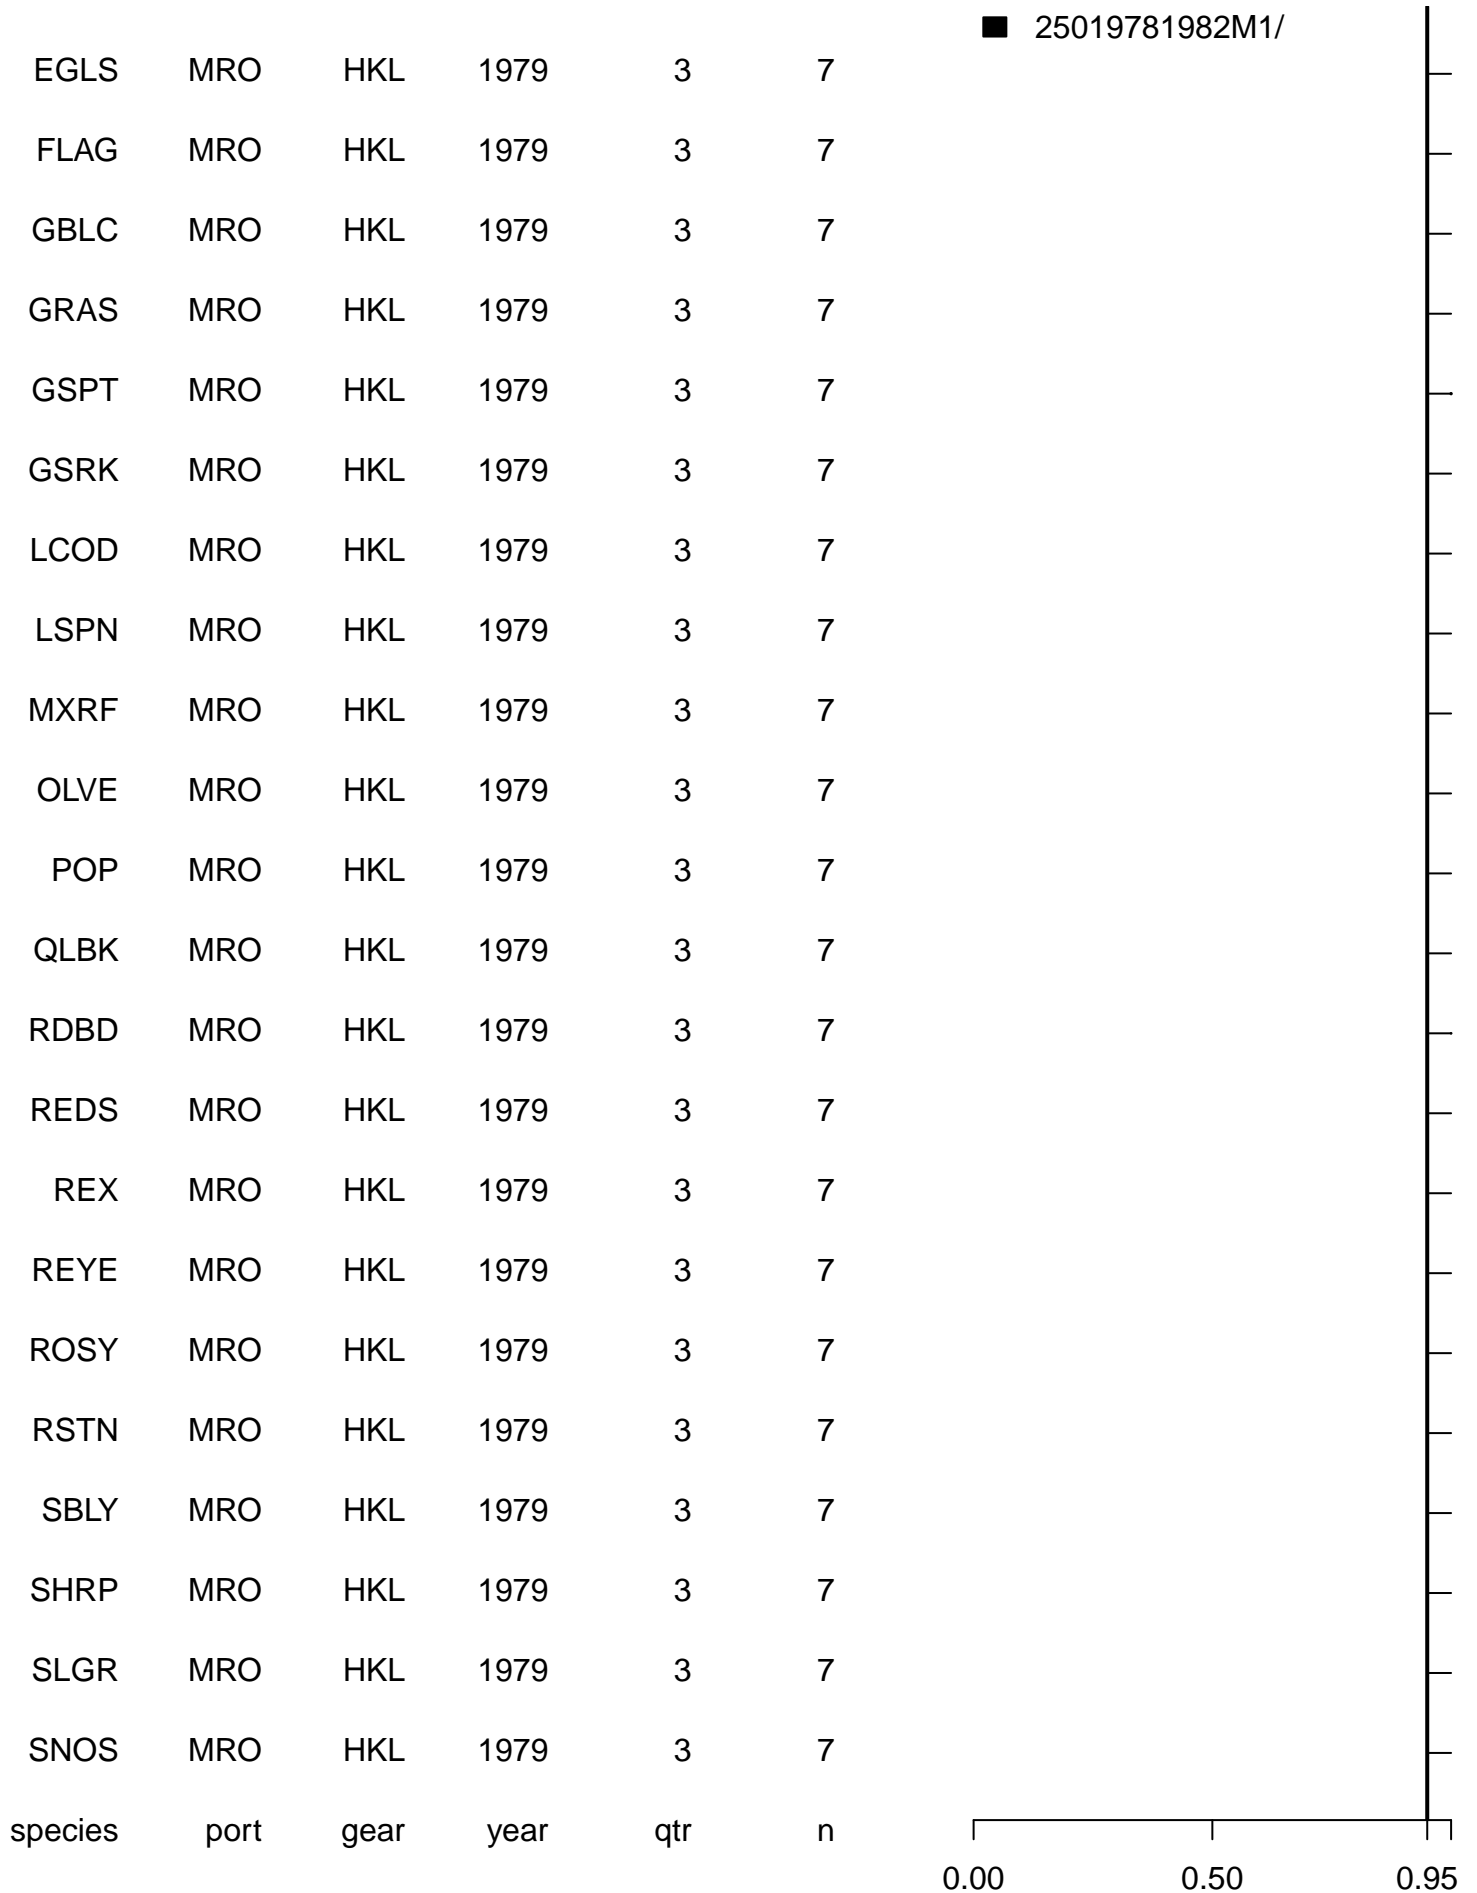 25019781982M1/
EGLS MRO HKL 1979 3 7
FLAG MRO HKL 1979 3 7
GBLC MRO HKL 1979 3 7
GRAS MRO HKL 1979 3 7
GSPT MRO HKL 1979 3 7
GSRK MRO HKL 1979 3 7
LCOD MRO HKL 1979 3 7
LSPN MRO HKL 1979 3 7
MXRF MRO HKL 1979 3 7
OLVE MRO HKL 1979 3 7
POP MRO HKL 1979 3 7
QLBK MRO HKL 1979 3 7
RDBD MRO HKL 1979 3 7
REDS MRO HKL 1979 3 7
REX MRO HKL 1979 3 7
REYE MRO HKL 1979 3 7
ROSY MRO HKL 1979 3 7
RSTN MRO HKL 1979 3 7
SBLY MRO HKL 1979 3 7
SHRP MRO HKL 1979 3 7
SLGR MRO HKL 1979 3 7
SNOS MRO HKL 1979 3 7
species port gear year qtr n
0.00 0.50 0.95